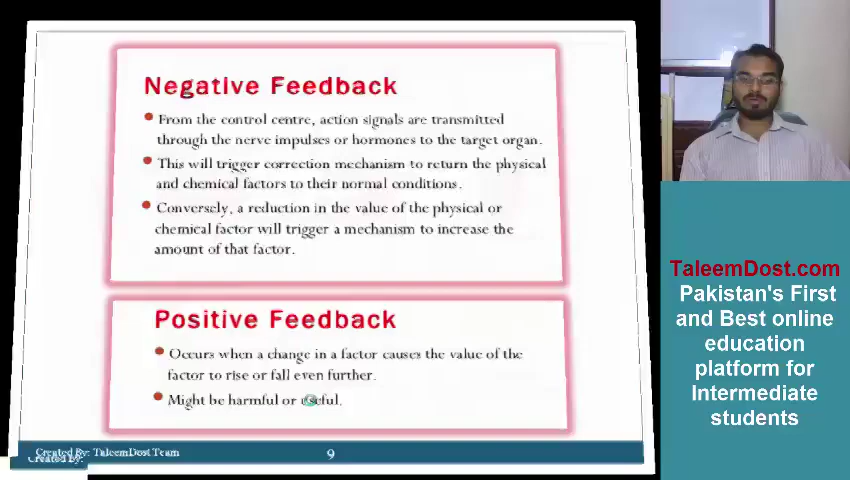 Negative Feedback
From the control centre, action signals are transmitted
through the nerve impulses or hormones to the target organ.
This will trigger correction mechanism to return the physical
and chemical factors to their normal conditions.
Conversely, a reduction in the value of the physical or
chemical factor will trigger a mechanism to increase the
amount of that factor.
Positive Feedback
Occurs when a change in a factor causes the value of the
factor to rise or fall even further.
Might be harmful or useful.
Created By: TaleemDost Team
Created By:
9
TaleemDost.com
Pakistan's First
and Best online
education
platform for
Intermediate
students